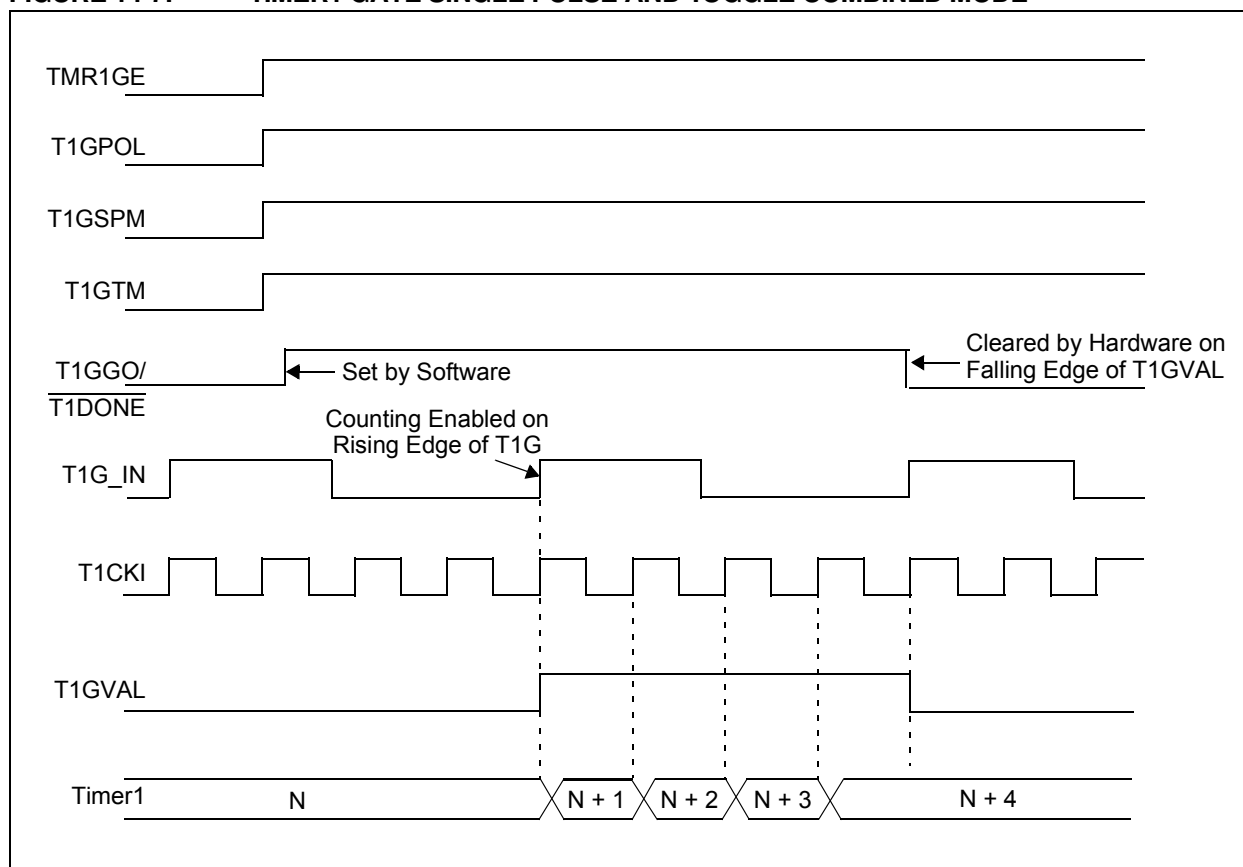 TMR1GE
T1GPOL
T1GSPM
T1GTM
T1GGO/
T1DONE
Set by Software
Cleared by Hardware on
Falling Edge of T1GVAL
Counting Enabled on
Rising Edge of T1G
T1G_IN
T1CKI
T1GVAL
Timer1
N
N + 1
N + 2
N + 3
N + 4